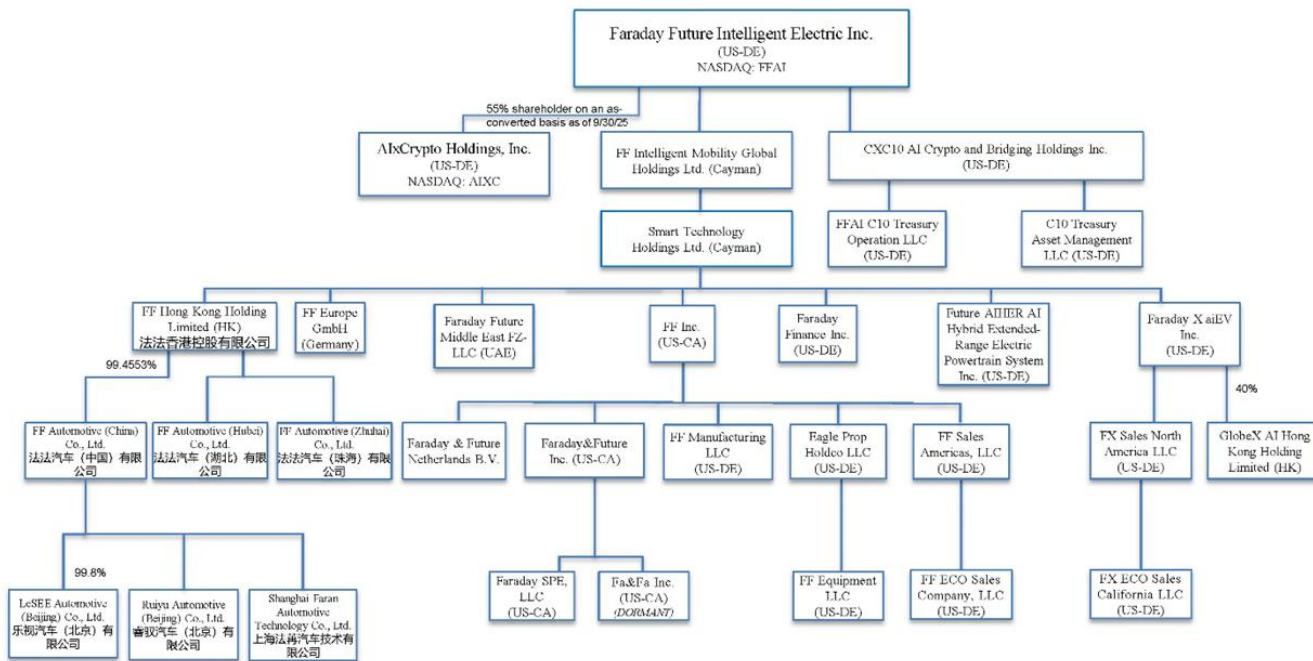 Faraday Future Intelligent Electric Inc.
(US-DE)
NASDAQ: FFAI
55% shareholder on an as-
converted basis as of 9/30/25
AIxCrypto Holdings, Inc.
(US-DE)
NASDAQ: AIXC
FF Intelligent Mobility Global
Holdings Ltd. (Cayman)
CXC10 AI Crypto and Bridging Holdings Inc.
(US-DE)
Smart Technology
Holdings Ltd. (Cayman)
FFAI C10 Treasury
Operation LLC
(US-DE)
C10 Treasury
Asset Management
LLC (US-DE)
FF Hong Kong Holding
Limited (HK)
法法香港控股有限公司
FF Europe
GmbH
(Germany)
Faraday Future
Middle East FZ-
LLC (UAE)
FF Inc.
(US-CA)
Faraday
Finance Inc.
(US-DE)
Future AIHER AI
Hybrid Extended-
Range Electric
Powertrain System
Inc. (US-DE)
Faraday X aiEV
Inc.
(US-DE)
99.4553%
40%
FF Automotive (China)
Co., Ltd.
法法汽车（中国）有限
公司
FF Automotive (Hubei)
Co., Ltd.
法法汽车（湖北）有限
公司
FF Automotive (Zhuhai)
Co., Ltd.
法法汽车（珠海）有限
公司
Faraday & Future
Netherlands B.V.
Faraday&Future
Inc. (US-CA)
FF Manufacturing
LLC
(US-DE)
Eagle Prop
Holdco LLC
(US-DE)
FF Sales
Americas, LLC
(US-DE)
FX Sales North
America LLC
(US-DE)
GlobeX AI Hong
Kong Holding
Limited (HK)
99.8%
LeSEE Automotive
(Beijing) Co., Ltd.
乐视汽车（北京）有
限公司
Ruiyu Automotive
(Beijing) Co., Ltd.
睿驭汽车（北京）有
限公司
Shanghai Faran
Automotive
Technology Co., Ltd.
上海法苒汽车技术有
限公司
Faraday SPE,
LLC
(US-CA)
Fa&Fa Inc.
(US-CA)
(DORMANT)
FF Equipment
LLC
(US-DE)
FF ECO Sales
Company, LLC
(US-DE)
FX ECO Sales
California LLC
(US-DE)